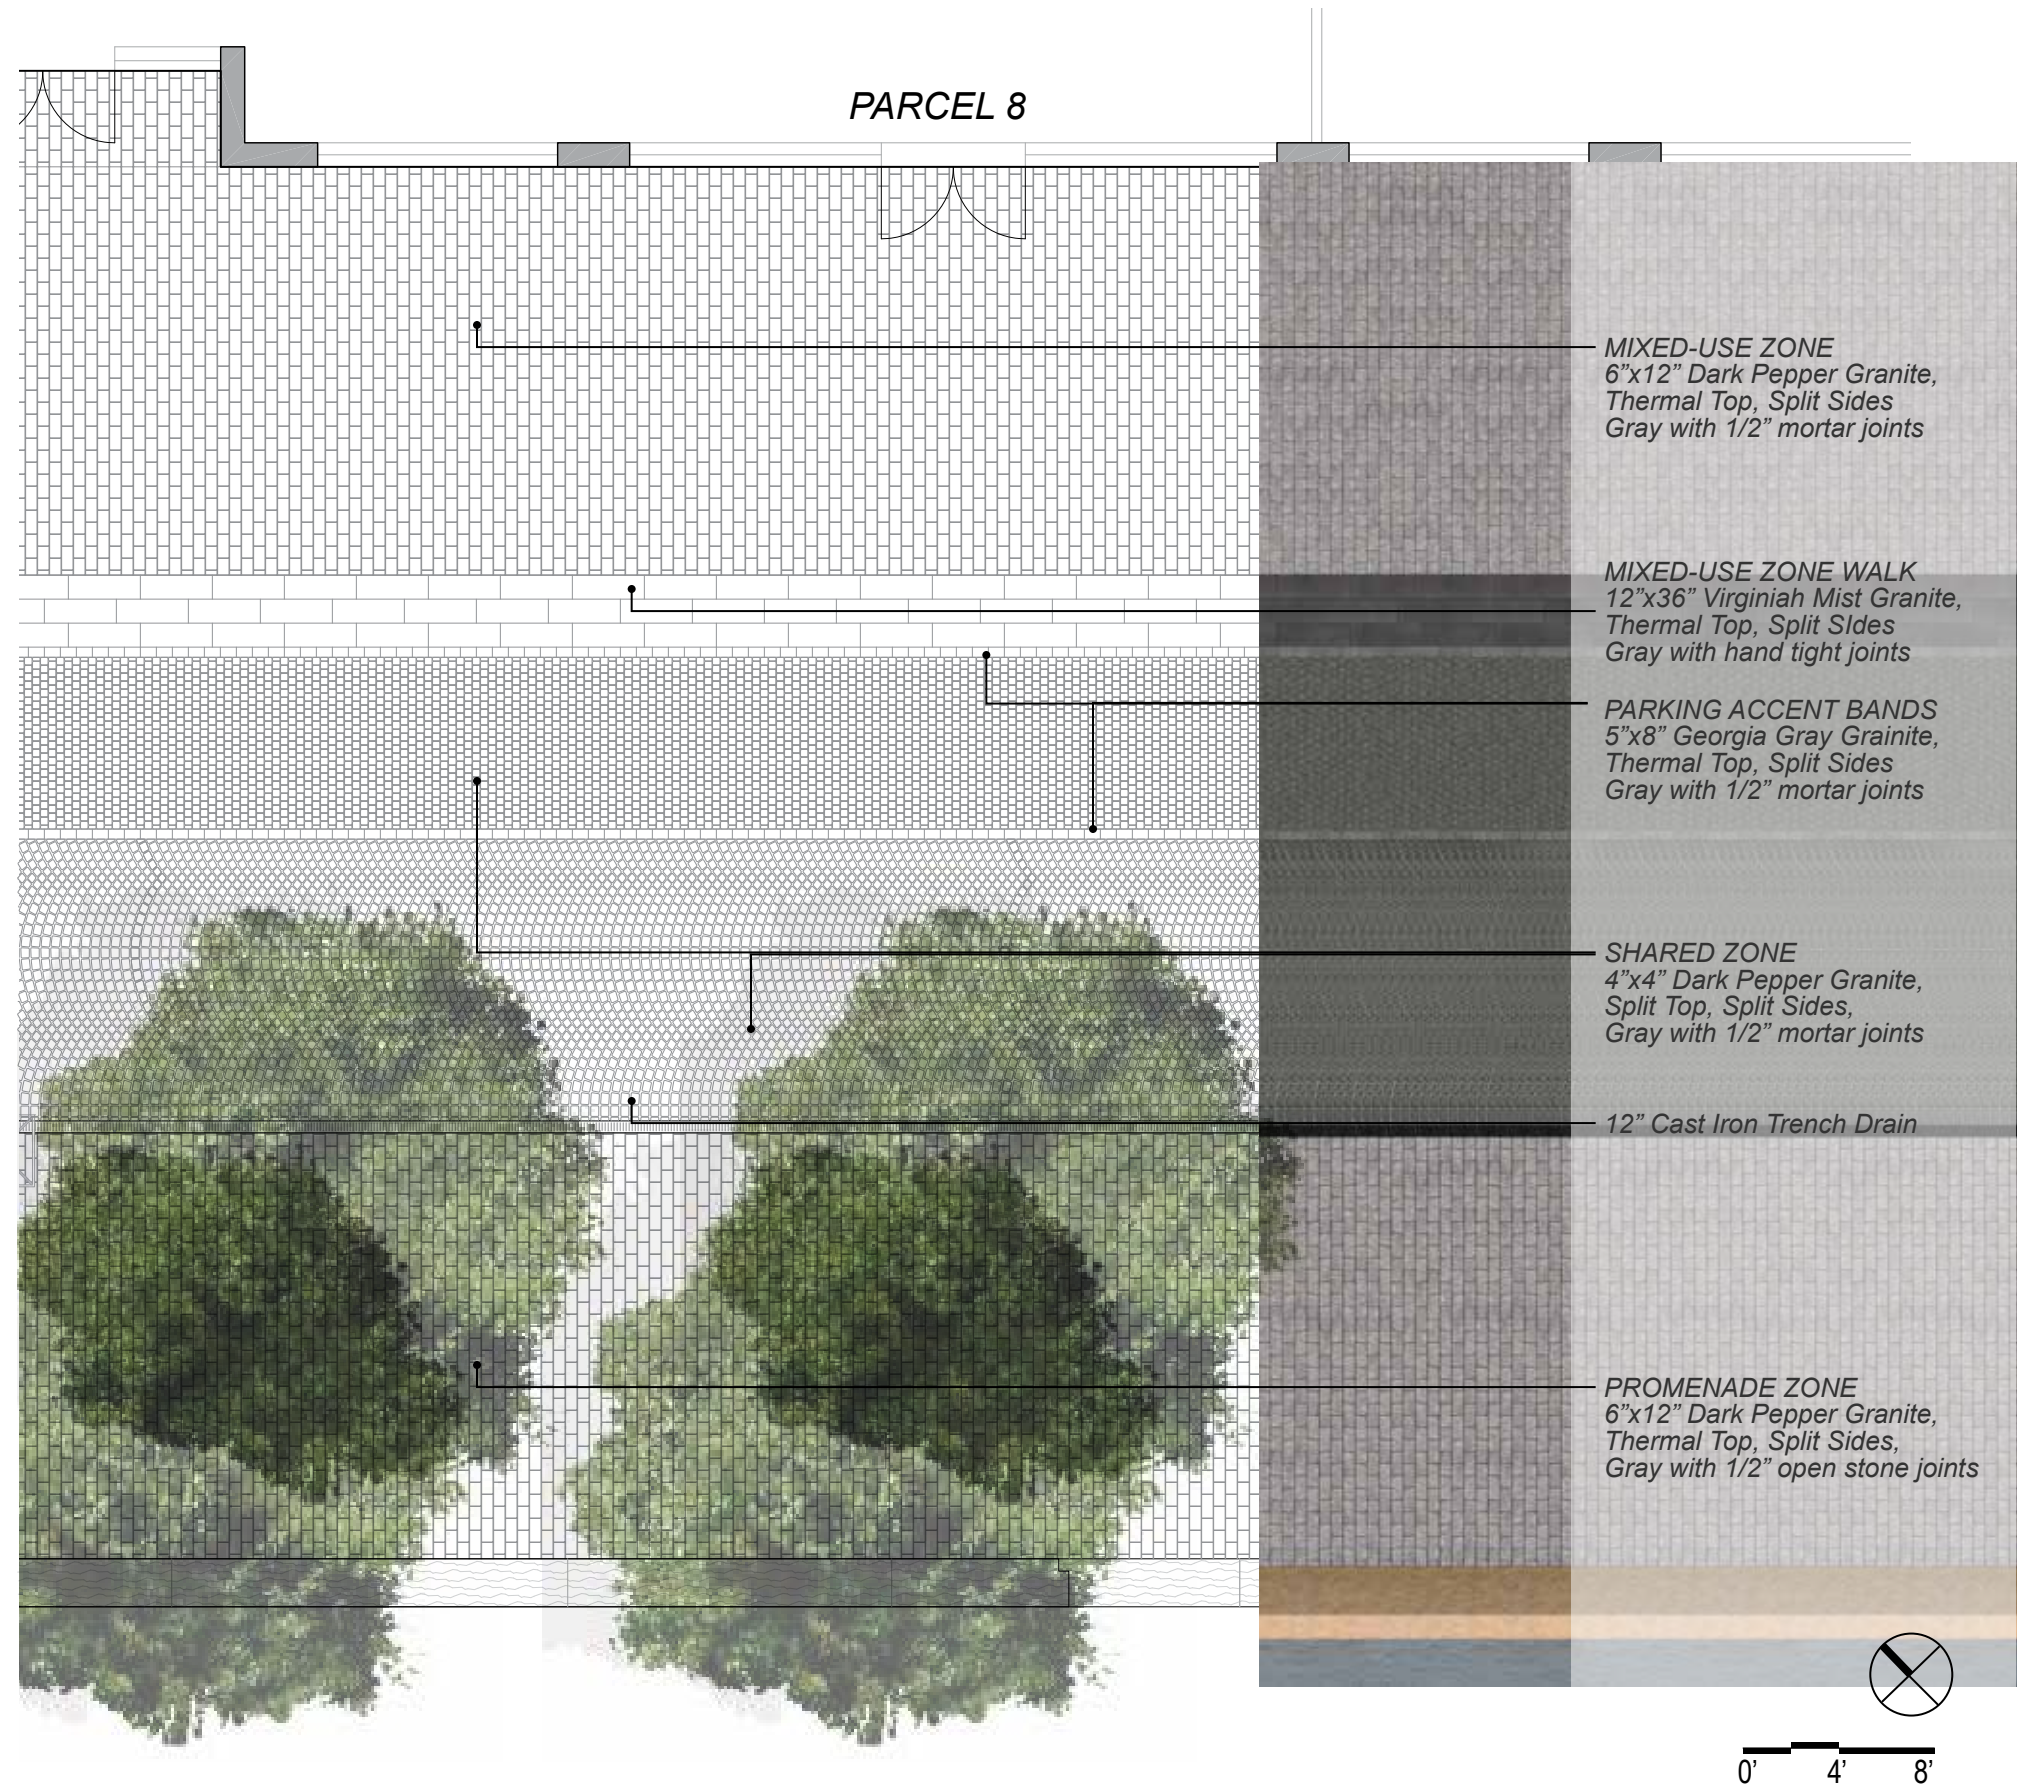 PARCEL 8
MIXED-USE ZONE
6”x12” Dark Pepper Granite,
Thermal Top, Split Sides
Gray with 1/2” mortar joints
MIXED-USE ZONE WALK
12”x36” Virginiah Mist Granite,
Thermal Top, Split SIdes
Gray with hand tight joints
PARKING ACCENT BANDS
5”x8” Georgia Gray Grainite,
Thermal Top, Split Sides
Gray with 1/2” mortar joints
SHARED ZONE
4”x4” Dark Pepper Granite,
Split Top, Split Sides,
Gray with 1/2” mortar joints
12” Cast Iron Trench Drain
PROMENADE ZONE
6”x12” Dark Pepper Granite,
Thermal Top, Split Sides,
Gray with 1/2” open stone joints
0’ 4’ 8’